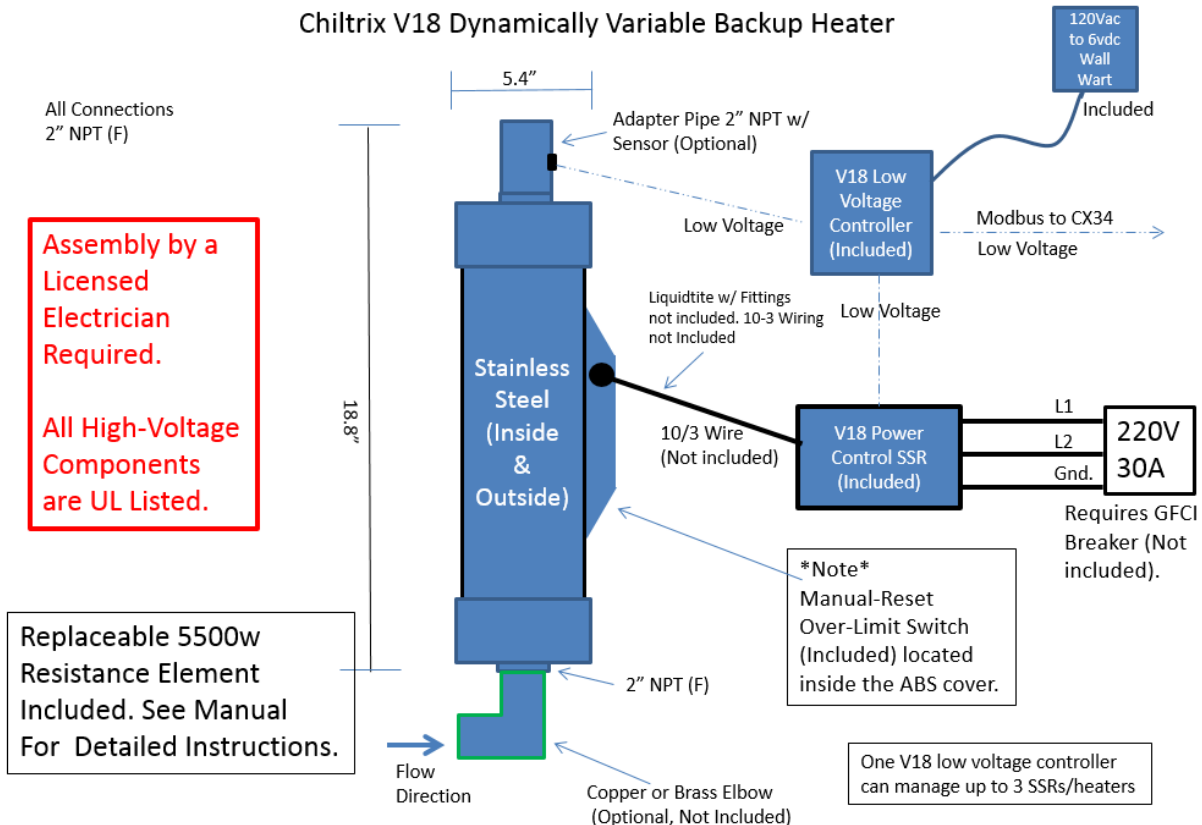 Chiltrix V18 Dynamically Variable Backup Heater
120Vac
to 6vdc
Wall
Wart
Included
5.4”
All Connections
2” NPT (F)
Adapter Pipe 2” NPT w/
Sensor (Optional)
V18 Low
Voltage
Controller
(Included)
Low Voltage
Modbus to CX34
Low Voltage
Assembly by a
Licensed
Electrician
Required.
All High-Voltage
Components
are UL Listed.
Liquidtite w/ Fittings
not included. 10-3 Wiring
not Included
Low Voltage
18.8”
Stainless
Steel
(Inside
&
Outside)
10/3 Wire
(Not included)
V18 Power
Control SSR
(Included)
L1
L2
Gnd.
220V
30A
Requires GFCI
Breaker (Not
included).
*Note*
Manual-Reset
Over-Limit Switch
(Included) located
inside the ABS cover.
Replaceable 5500w
Resistance Element
Included. See Manual
For  Detailed Instructions.
2” NPT (F)
Flow
Direction
Copper or Brass Elbow
(Optional, Not Included)
One V18 low voltage controller
can manage up to 3 SSRs/heaters